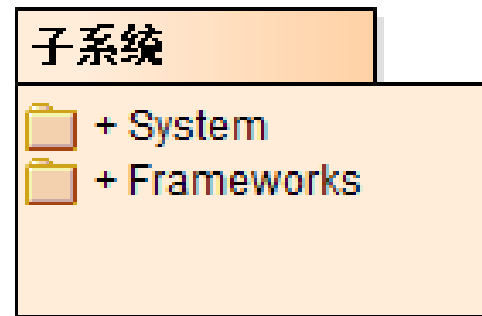 子系统
+ System
+ Frameworks